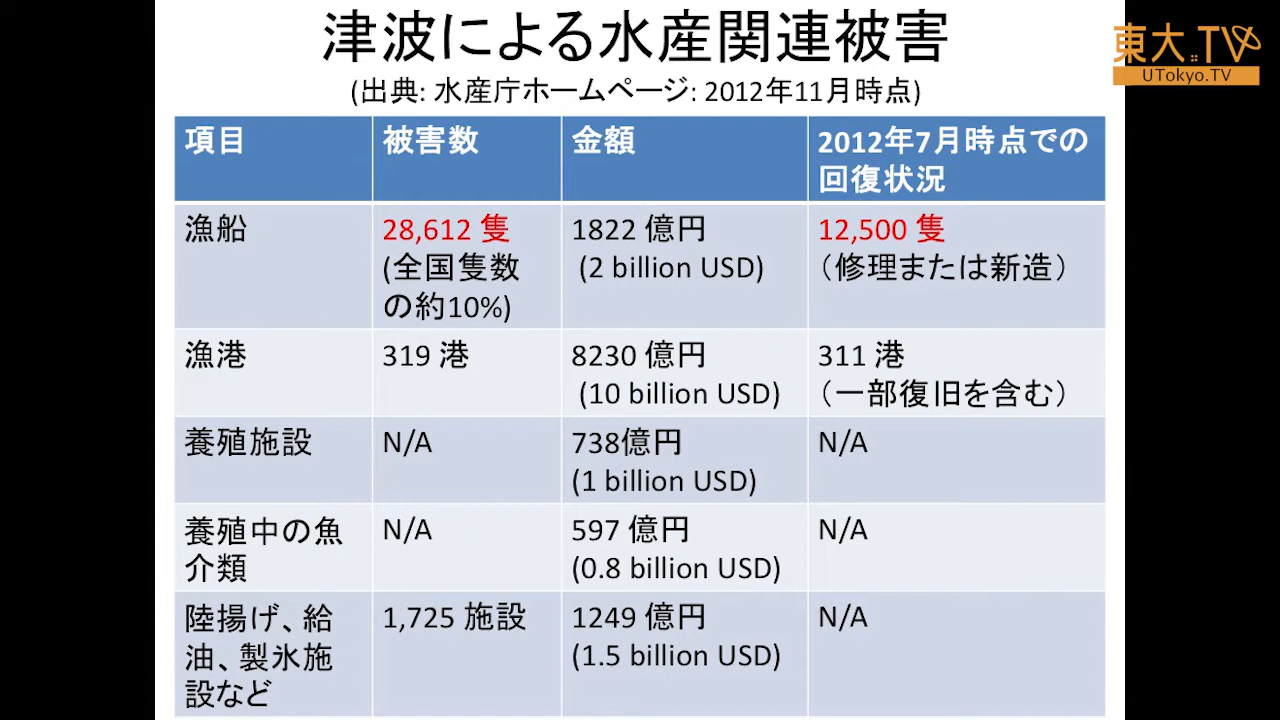 津波による水産関連被害
(出典: 水産庁ホームページ: 2012年11月時点)
東大.TV
UTokyo.TV
項目
被害数
金額
2012年7月時点での
回復状況
漁船
28,612 隻
(全国隻数
の約10%)
1822 億円
(2 billion USD)
12,500 隻
（修理または新造）
漁港
319 港
8230 億円
(10 billion USD)
311 港
（一部復旧を含む）
養殖施設
N/A
738億円
(1 billion USD)
N/A
養殖中の魚
介類
N/A
597 億円
(0.8 billion USD)
N/A
陸揚げ、給
油、製氷施
設など
1,725 施設
1249 億円
(1.5 billion USD)
N/A